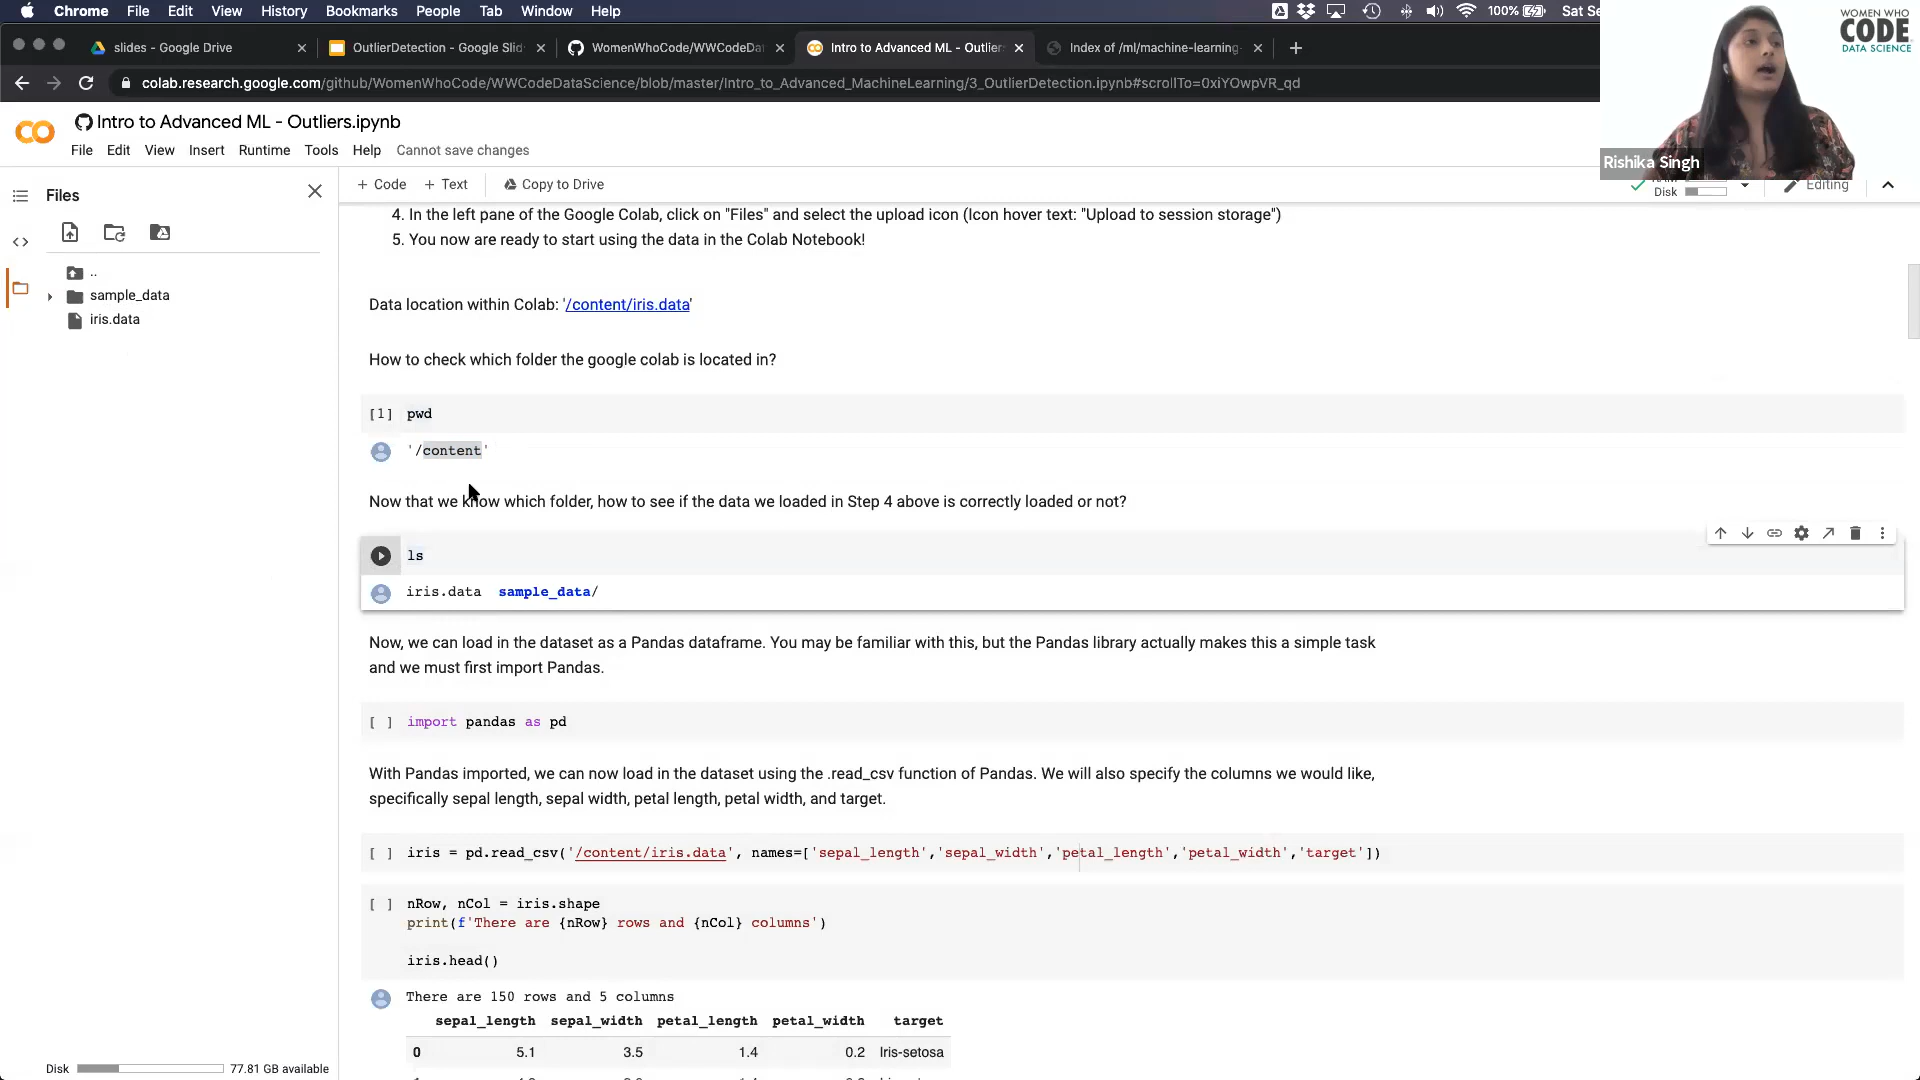 Chrome File Edit View History Bookmarks People Tab Window Help 100% Sat Se
slides - Google Drive OutlierDetection - Google Slid WomenWhoCode/WWCodeDat Intro to Advanced ML - Outlier Index of /ml/machine-learning-
colab.research.google.com/github/WomenWhoCode/WWCodeDataScience/blob/master/Intro_to_Advanced_MachineLearning/3_OutlierDetection.ipynb#scrollTo=0xiYOwpVR_qd
WOMEN WHO
CODE
DATA SCIENCE
Rishika Singh
CO Intro to Advanced ML - Outliers.ipynb
File Edit View Insert Runtime Tools Help Cannot save changes
Files
+ Code + Text Copy to Drive
RAM
Disk
Editing
..
sample_data
iris.data
4. In the left pane of the Google Colab, click on "Files" and select the upload icon (Icon hover text: "Upload to session storage")
5. You now are ready to start using the data in the Colab Notebook!
Data location within Colab: '/content/iris.data'
How to check which folder the google colab is located in?
[1] pwd
'/content'
Now that we know which folder, how to see if the data we loaded in Step 4 above is correctly loaded or not?
ls
iris.data sample_data/
Now, we can load in the dataset as a Pandas dataframe. You may be familiar with this, but the Pandas library actually makes this a simple task
and we must first import Pandas.
[ ] import pandas as pd
With Pandas imported, we can now load in the dataset using the .read_csv function of Pandas. We will also specify the columns we would like,
specifically sepal length, sepal width, petal length, petal width, and target.
[ ] iris = pd.read_csv('/content/iris.data', names=['sepal_length','sepal_width','petal_length','petal_width','target'])
[ ] nRow, nCol = iris.shape
print(f'There are {nRow} rows and {nCol} columns')
iris.head()
There are 150 rows and 5 columns
sepal_length sepal_width petal_length petal_width target
0 5.1 3.5 1.4 0.2 Iris-setosa
Disk 77.81 GB available